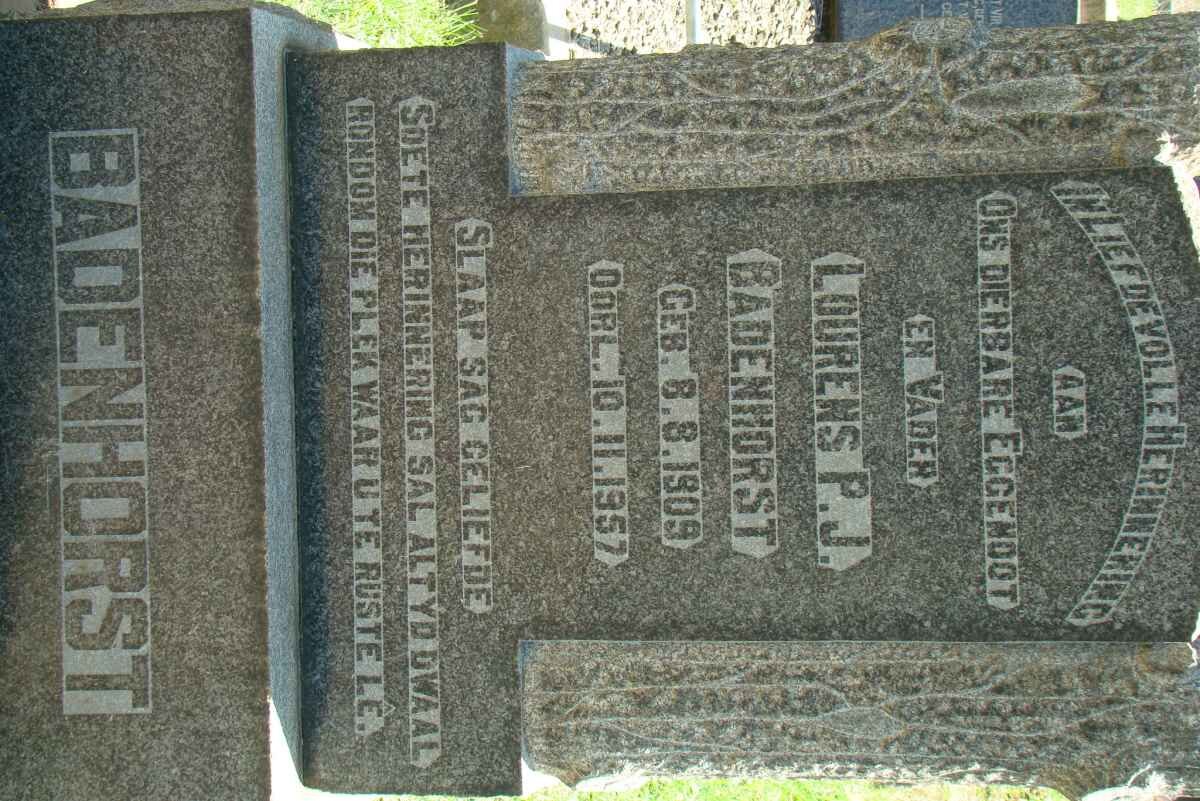 IN LIEFDEVOLLE HERINNERING
AAN
ONS DIERBARE EGGENOOT
EN VADER
LOURENS P.J.
BADENHORST
GEB. 8.8.1909
OORL. 10.11.1957
SLAAP SAG GELIEFDE
SOETE HERINNERING SAL ALTYD DWAAL
RONDOM DIE PLEK WAAR U TE RUSTE LÊ.
BADENHORST